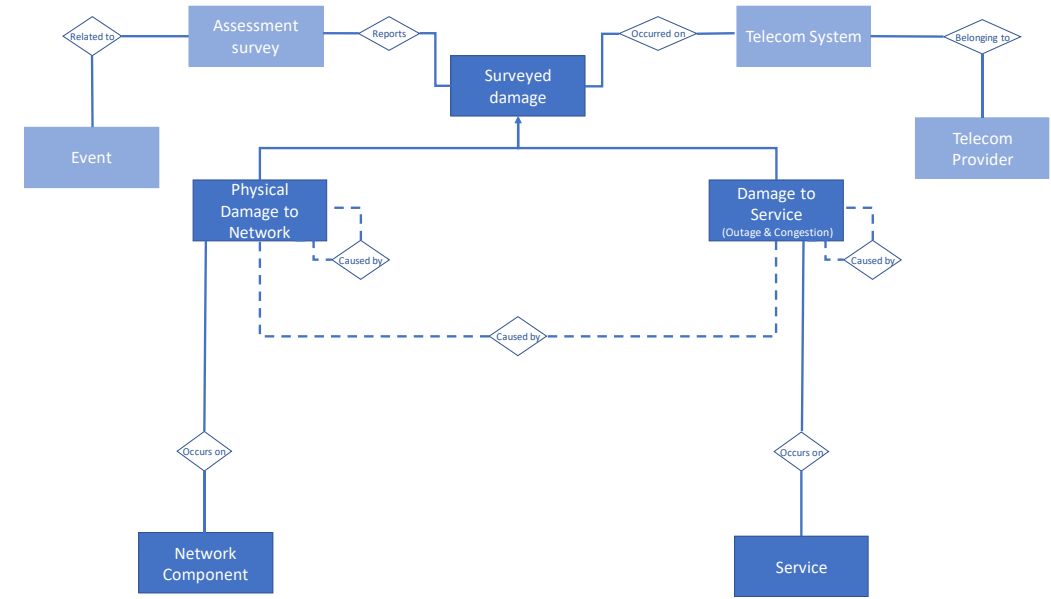 Related to
Assessment
survey
Reports
Occurred on
Telecom System
Belonging to
Surveyed
damage
Event
Telecom
Provider
Physical
Damage to
Network
Damage to
Service
(Outage & Congestion)
Caused by
Caused by
Caused by
Occurs on
Occurs on
Network
Component
Service